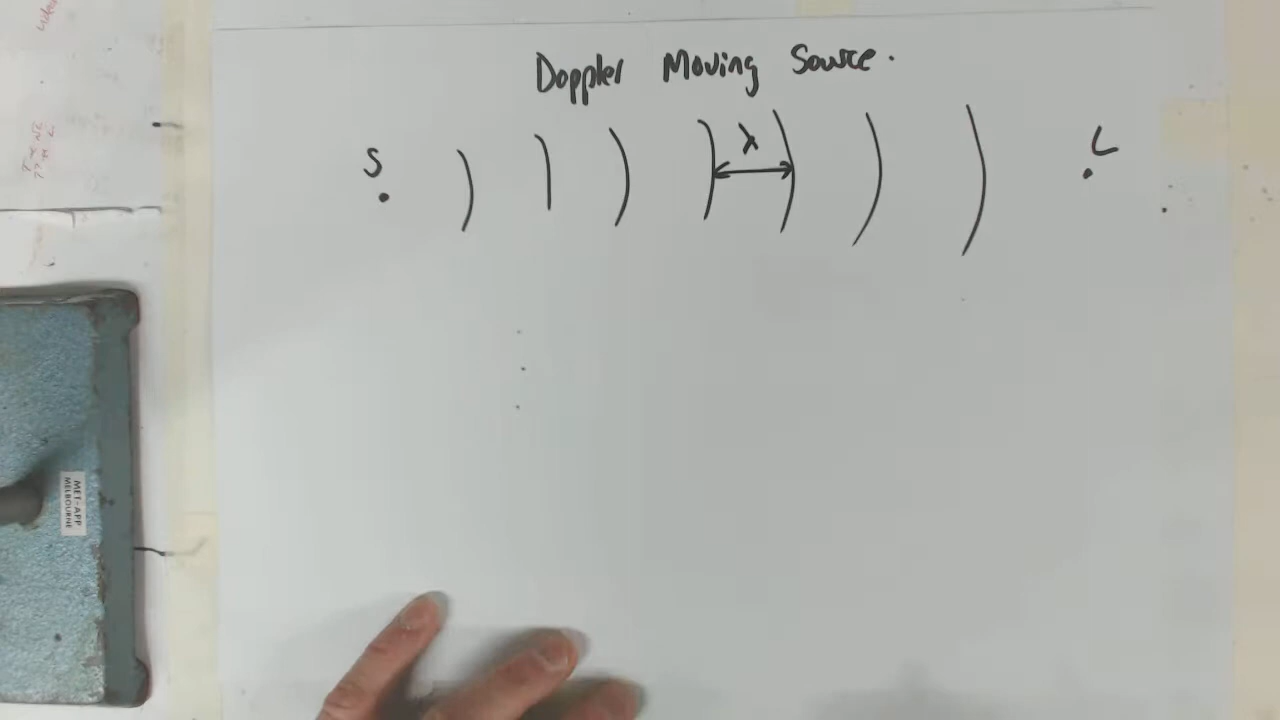 Doppler Moving Source.
S
λ
L
MET-APP
MELBOURNE